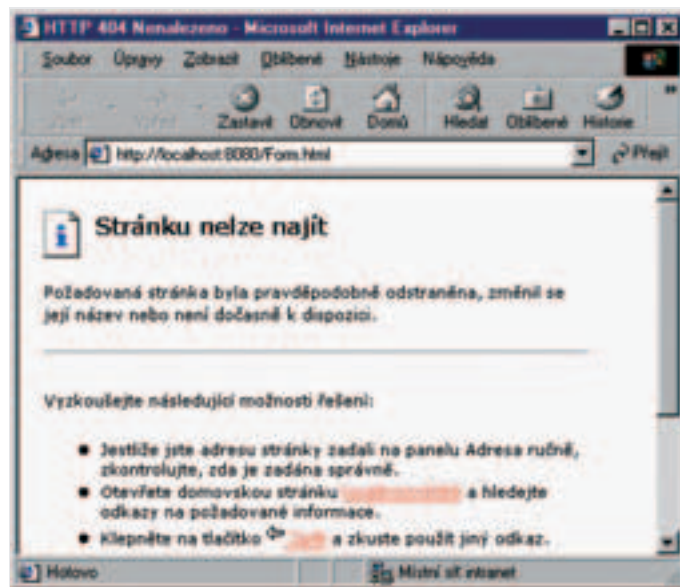 HTTP 404 Nenalezeno - Microsoft Internet Explorer
Soubor Úpravy Zobrazit Oblíbené Nástroje Nápověda
Zastavit Obnovit Domů Hledat Oblíbené Historie »
Adresa http://localhost:8080/Form.html Přejít
Stránku nelze najít
Požadovaná stránka byla pravděpodobně odstraněna, změnil se
její název nebo není dočasně k dispozici.
Vyzkoušejte následující možnosti řešení:
Jestliže jste adresu stránky zadali na panelu Adresa ručně,
zkontrolujte, zda je zadána správně.
Otevřete domovskou stránku a hledejte
odkazy na požadované informace.
Klepněte na tlačítko a zkuste použít jiný odkaz.
Hotovo Místní síť intranet